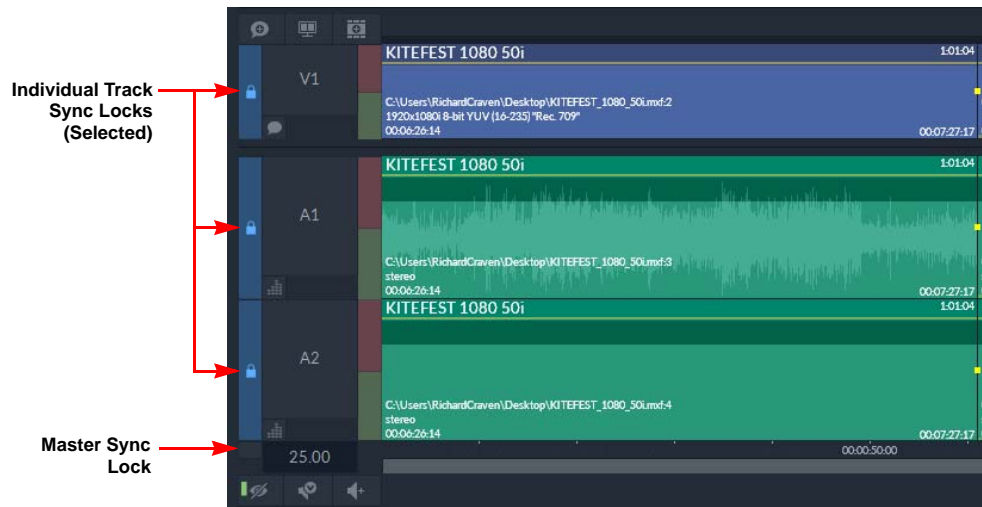 Individual Track
Sync Locks
(Selected)
V1
KITEFEST 1080 50i 1:01:04
C:\Users\RichardCraven\Desktop\KITEFEST_1080_50i.mxf:2
1920x1080i 8-bit YUV (16-235) "Rec. 709"
00:06:26:14 00:07:27:17
A1
KITEFEST 1080 50i 1:01:04
C:\Users\RichardCraven\Desktop\KITEFEST_1080_50i.mxf:3
stereo
00:06:26:14 00:07:27:17
A2
KITEFEST 1080 50i 1:01:04
C:\Users\RichardCraven\Desktop\KITEFEST_1080_50i.mxf:4
stereo
00:06:26:14 00:07:27:17
Master Sync
Lock
25.00
00:00:50:00